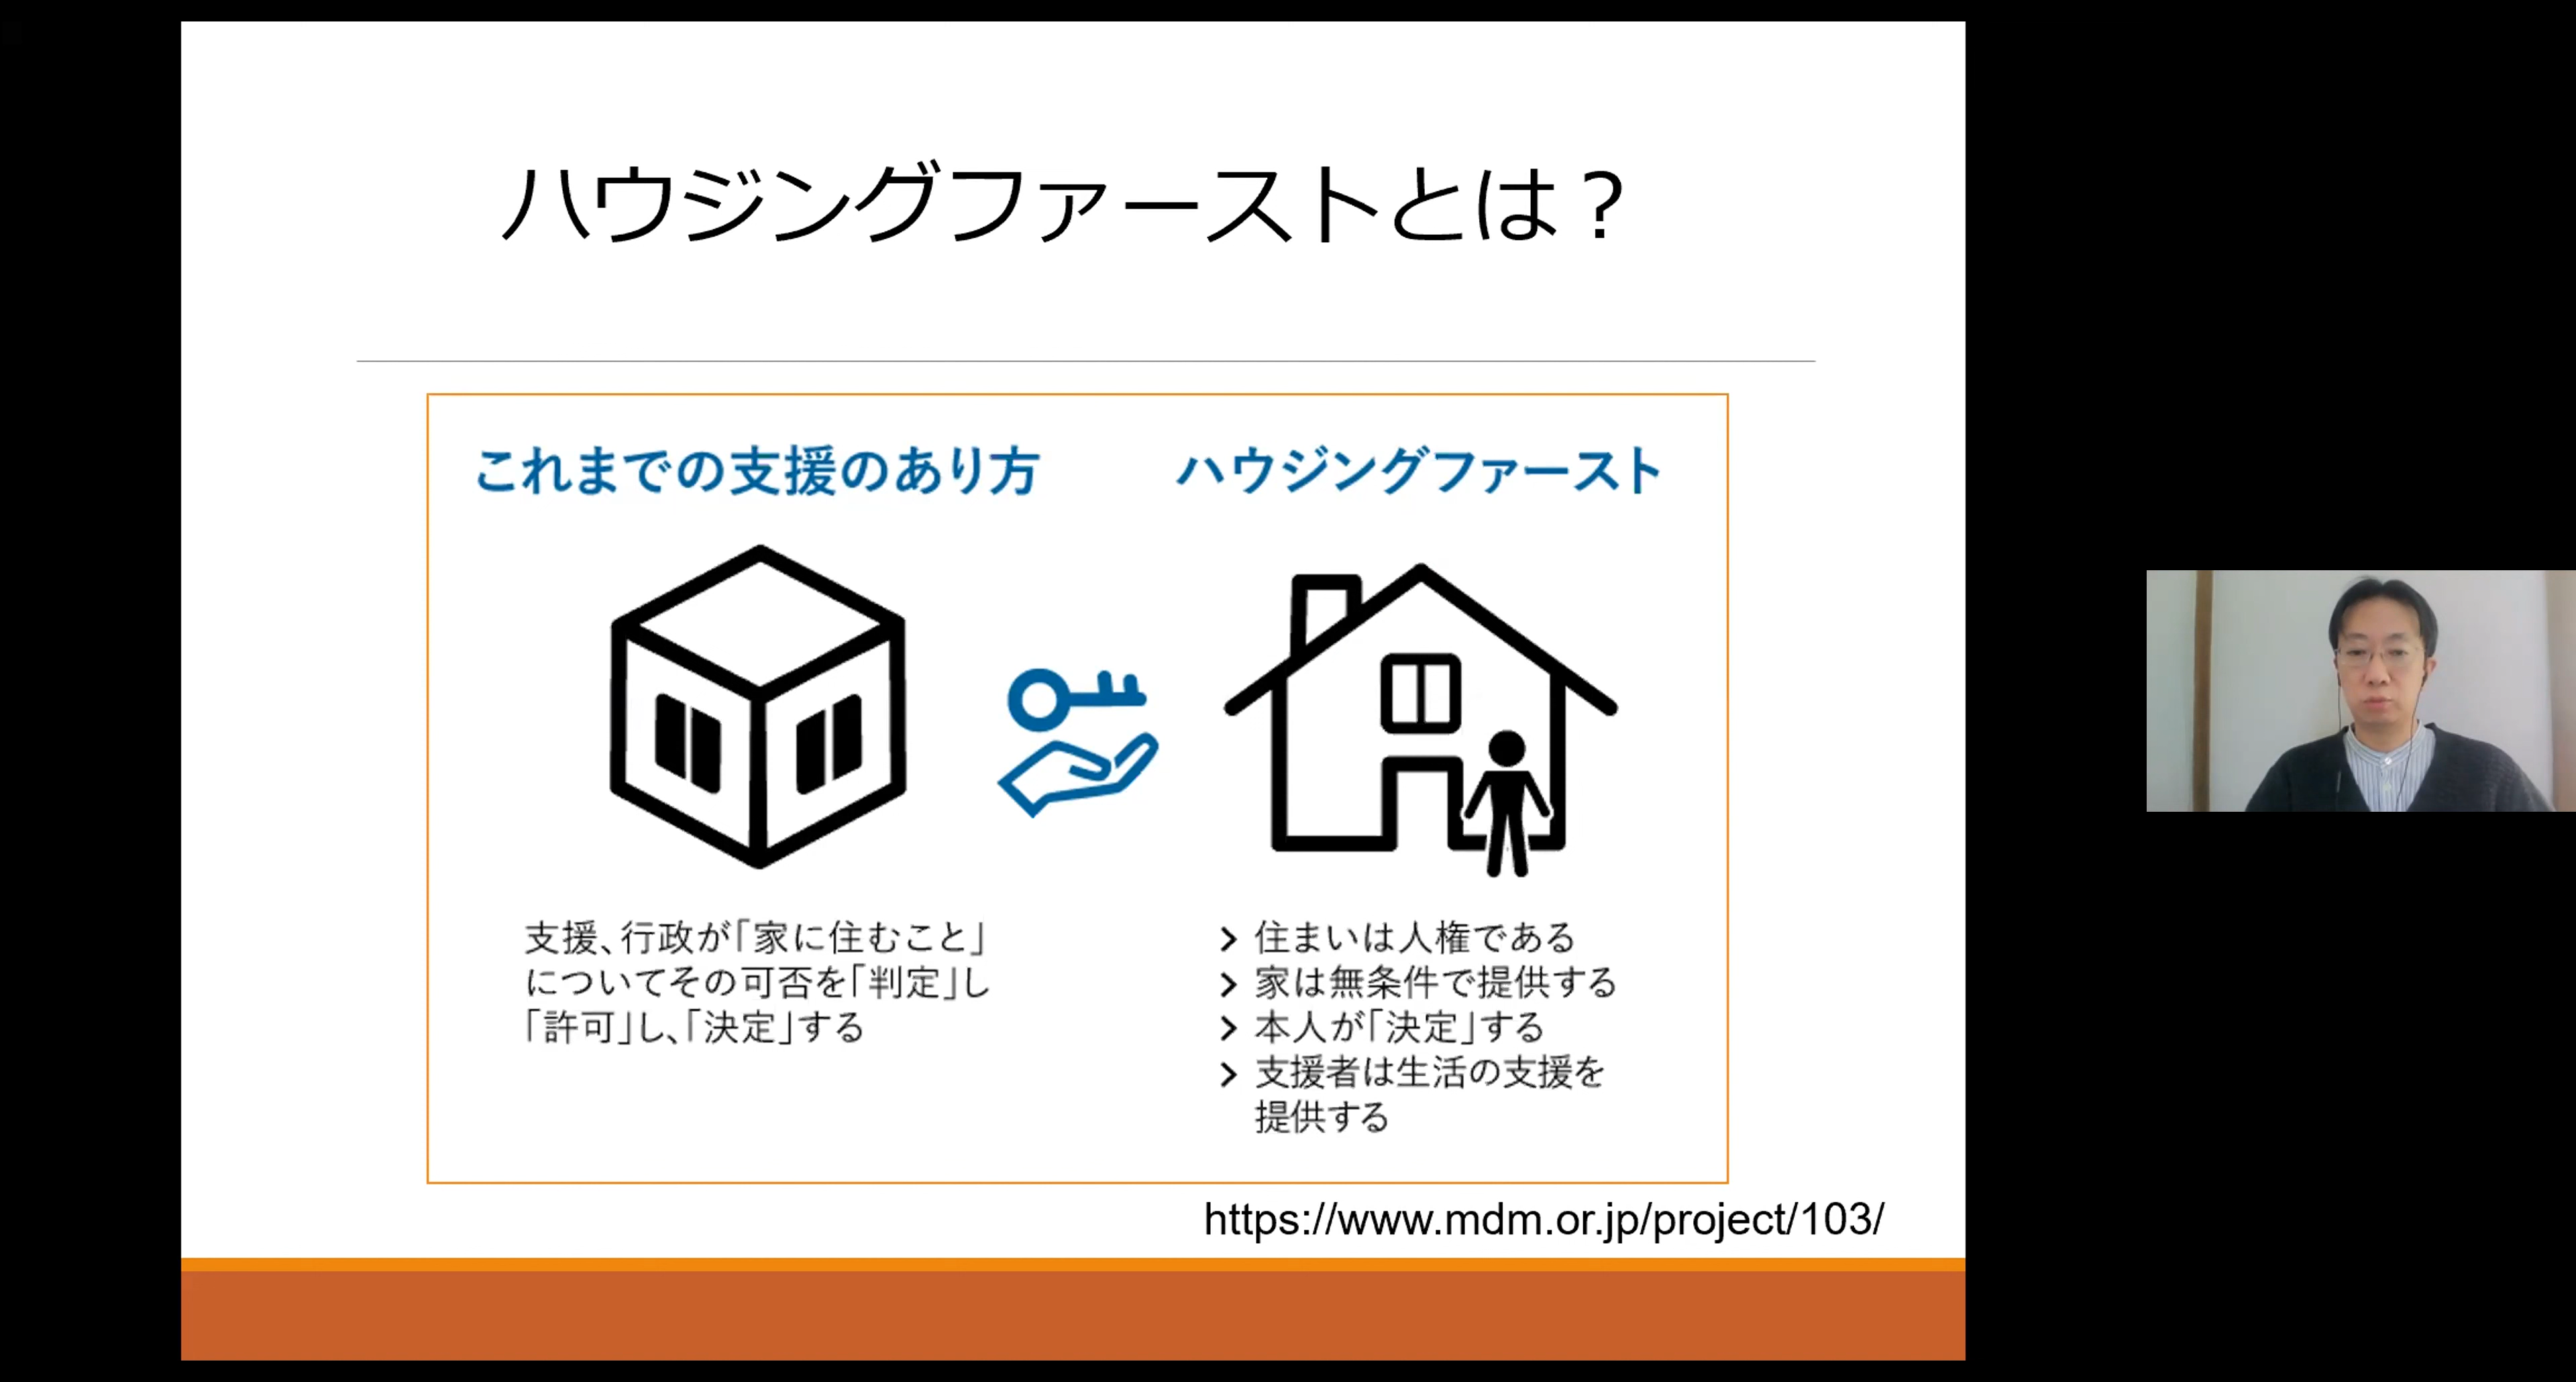 ハウジングファーストとは？
これまでの支援のあり方
支援、行政が「家に住むこと」
についてその可否を「判定」し
「許可」し、「決定」する
ハウジングファースト
> 住まいは人権である
> 家は無条件で提供する
> 本人が「決定」する
> 支援者は生活の支援を
提供する
https://www.mdm.or.jp/project/103/